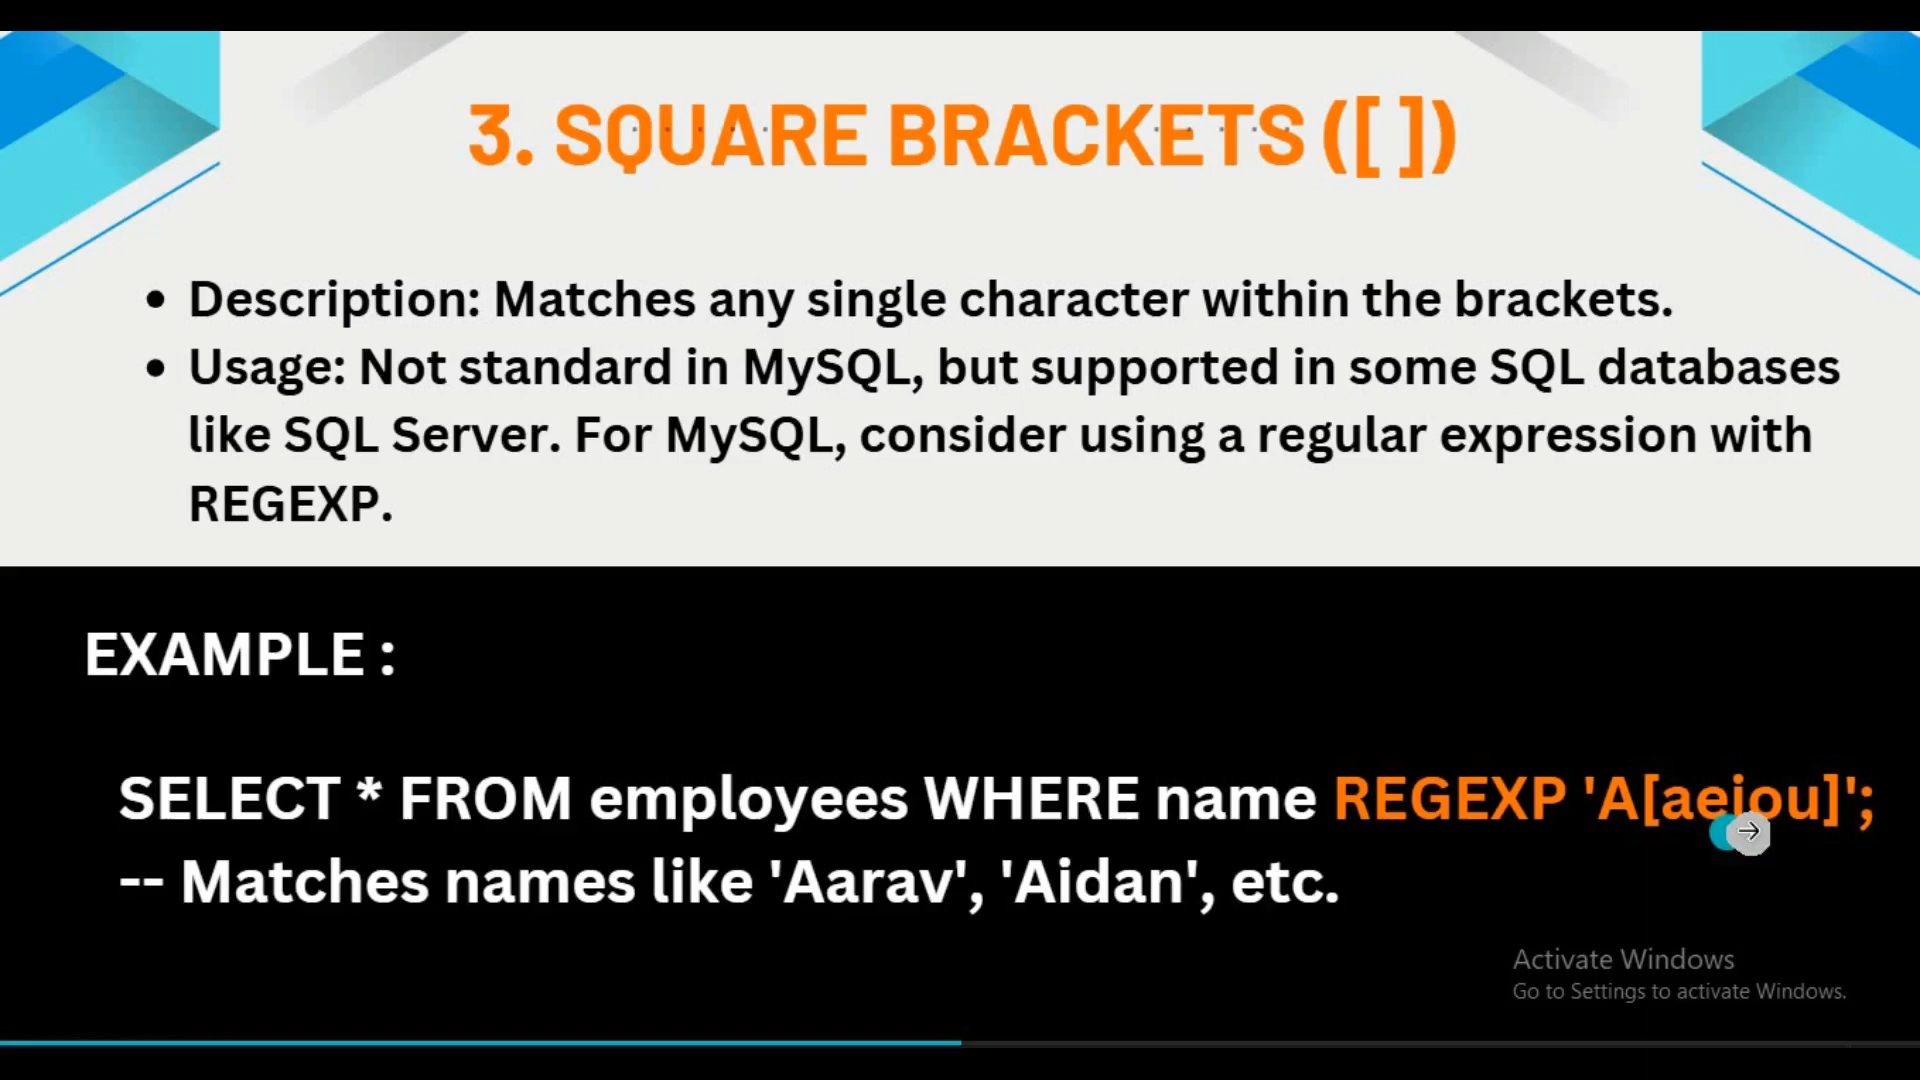 3. SQUARE BRACKETS ([ ])
• Description: Matches any single character within the brackets.
• Usage: Not standard in MySQL, but supported in some SQL databases
like SQL Server. For MySQL, consider using a regular expression with
REGEXP.
EXAMPLE :
SELECT * FROM employees WHERE name REGEXP 'A[aeiou]';
-- Matches names like 'Aarav', 'Aidan', etc.
Activate Windows
Go to Settings to activate Windows.